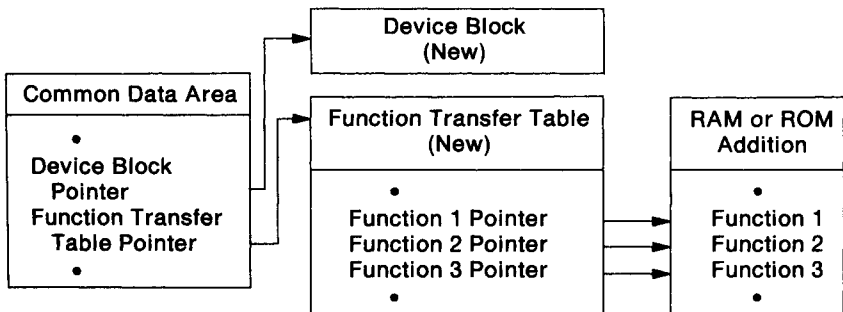 Device Block
(New)
Common Data Area
•
Device Block
Pointer
Function Transfer
Table Pointer
•
Function Transfer Table
(New)
•
Function 1 Pointer
Function 2 Pointer
Function 3 Pointer
•
RAM or ROM
Addition
•
Function 1
Function 2
Function 3
•